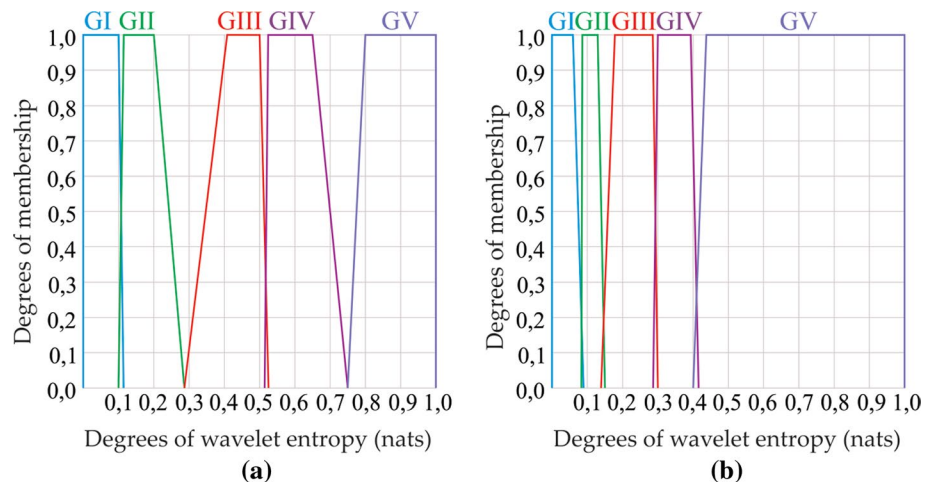 GI GII GIII GIV GV
1,0
0,9
0,8
0,7
0,6
0,5
0,4
0,3
0,2
0,1
0,0
Degrees of membership
0,1 0,2 0,3 0,4 0,5 0,6 0,7 0,8 0,9 1,0
Degrees of wavelet entropy (nats)
(a)
GI GII GIII GIV GV
1,0
0,9
0,8
0,7
0,6
0,5
0,4
0,3
0,2
0,1
0,0
Degrees of membership
0,1 0,2 0,3 0,4 0,5 0,6 0,7 0,8 0,9 1,0
Degrees of wavelet entropy (nats)
(b)